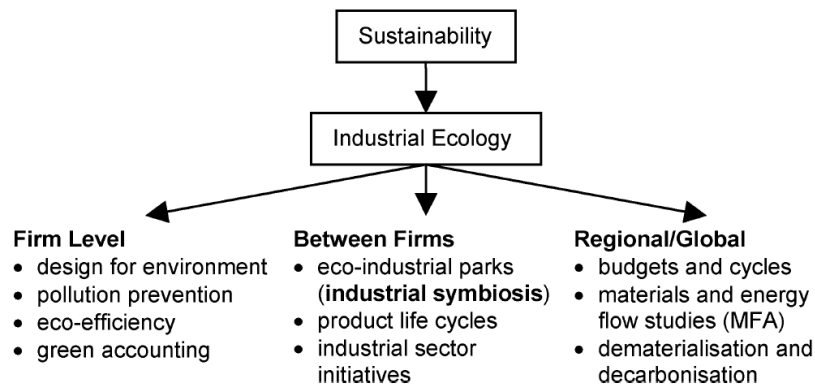 Sustainability
Industrial Ecology
Firm Level
• design for environment
• pollution prevention
• eco-efficiency
• green accounting
Between Firms
• eco-industrial parks
(industrial symbiosis)
• product life cycles
• industrial sector
initiatives
Regional/Global
• budgets and cycles
• materials and energy
flow studies (MFA)
• dematerialisation and
decarbonisation